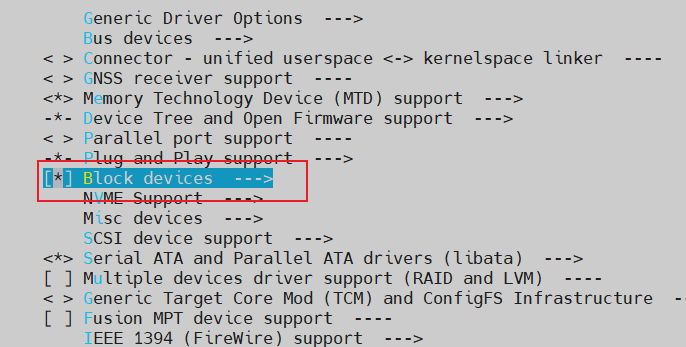 Generic Driver Options  --->
Bus devices  --->
< > Connector - unified userspace <-> kernelspace linker  ----
< > GNSS receiver support  ----
<*> Memory Technology Device (MTD) support  --->
-*- Device Tree and Open Firmware support  --->
< > Parallel port support  ----
-*- Plug and Play support  --->
[*] Block devices  --->
NVME Support  --->
Misc devices  --->
SCSI device support  --->
<*> Serial ATA and Parallel ATA drivers (libata)  --->
[ ] Multiple devices driver support (RAID and LVM)  ----
< > Generic Target Core Mod (TCM) and ConfigFS Infrastructure  -
[ ] Fusion MPT device support  ----
IEEE 1394 (FireWire) support  --->